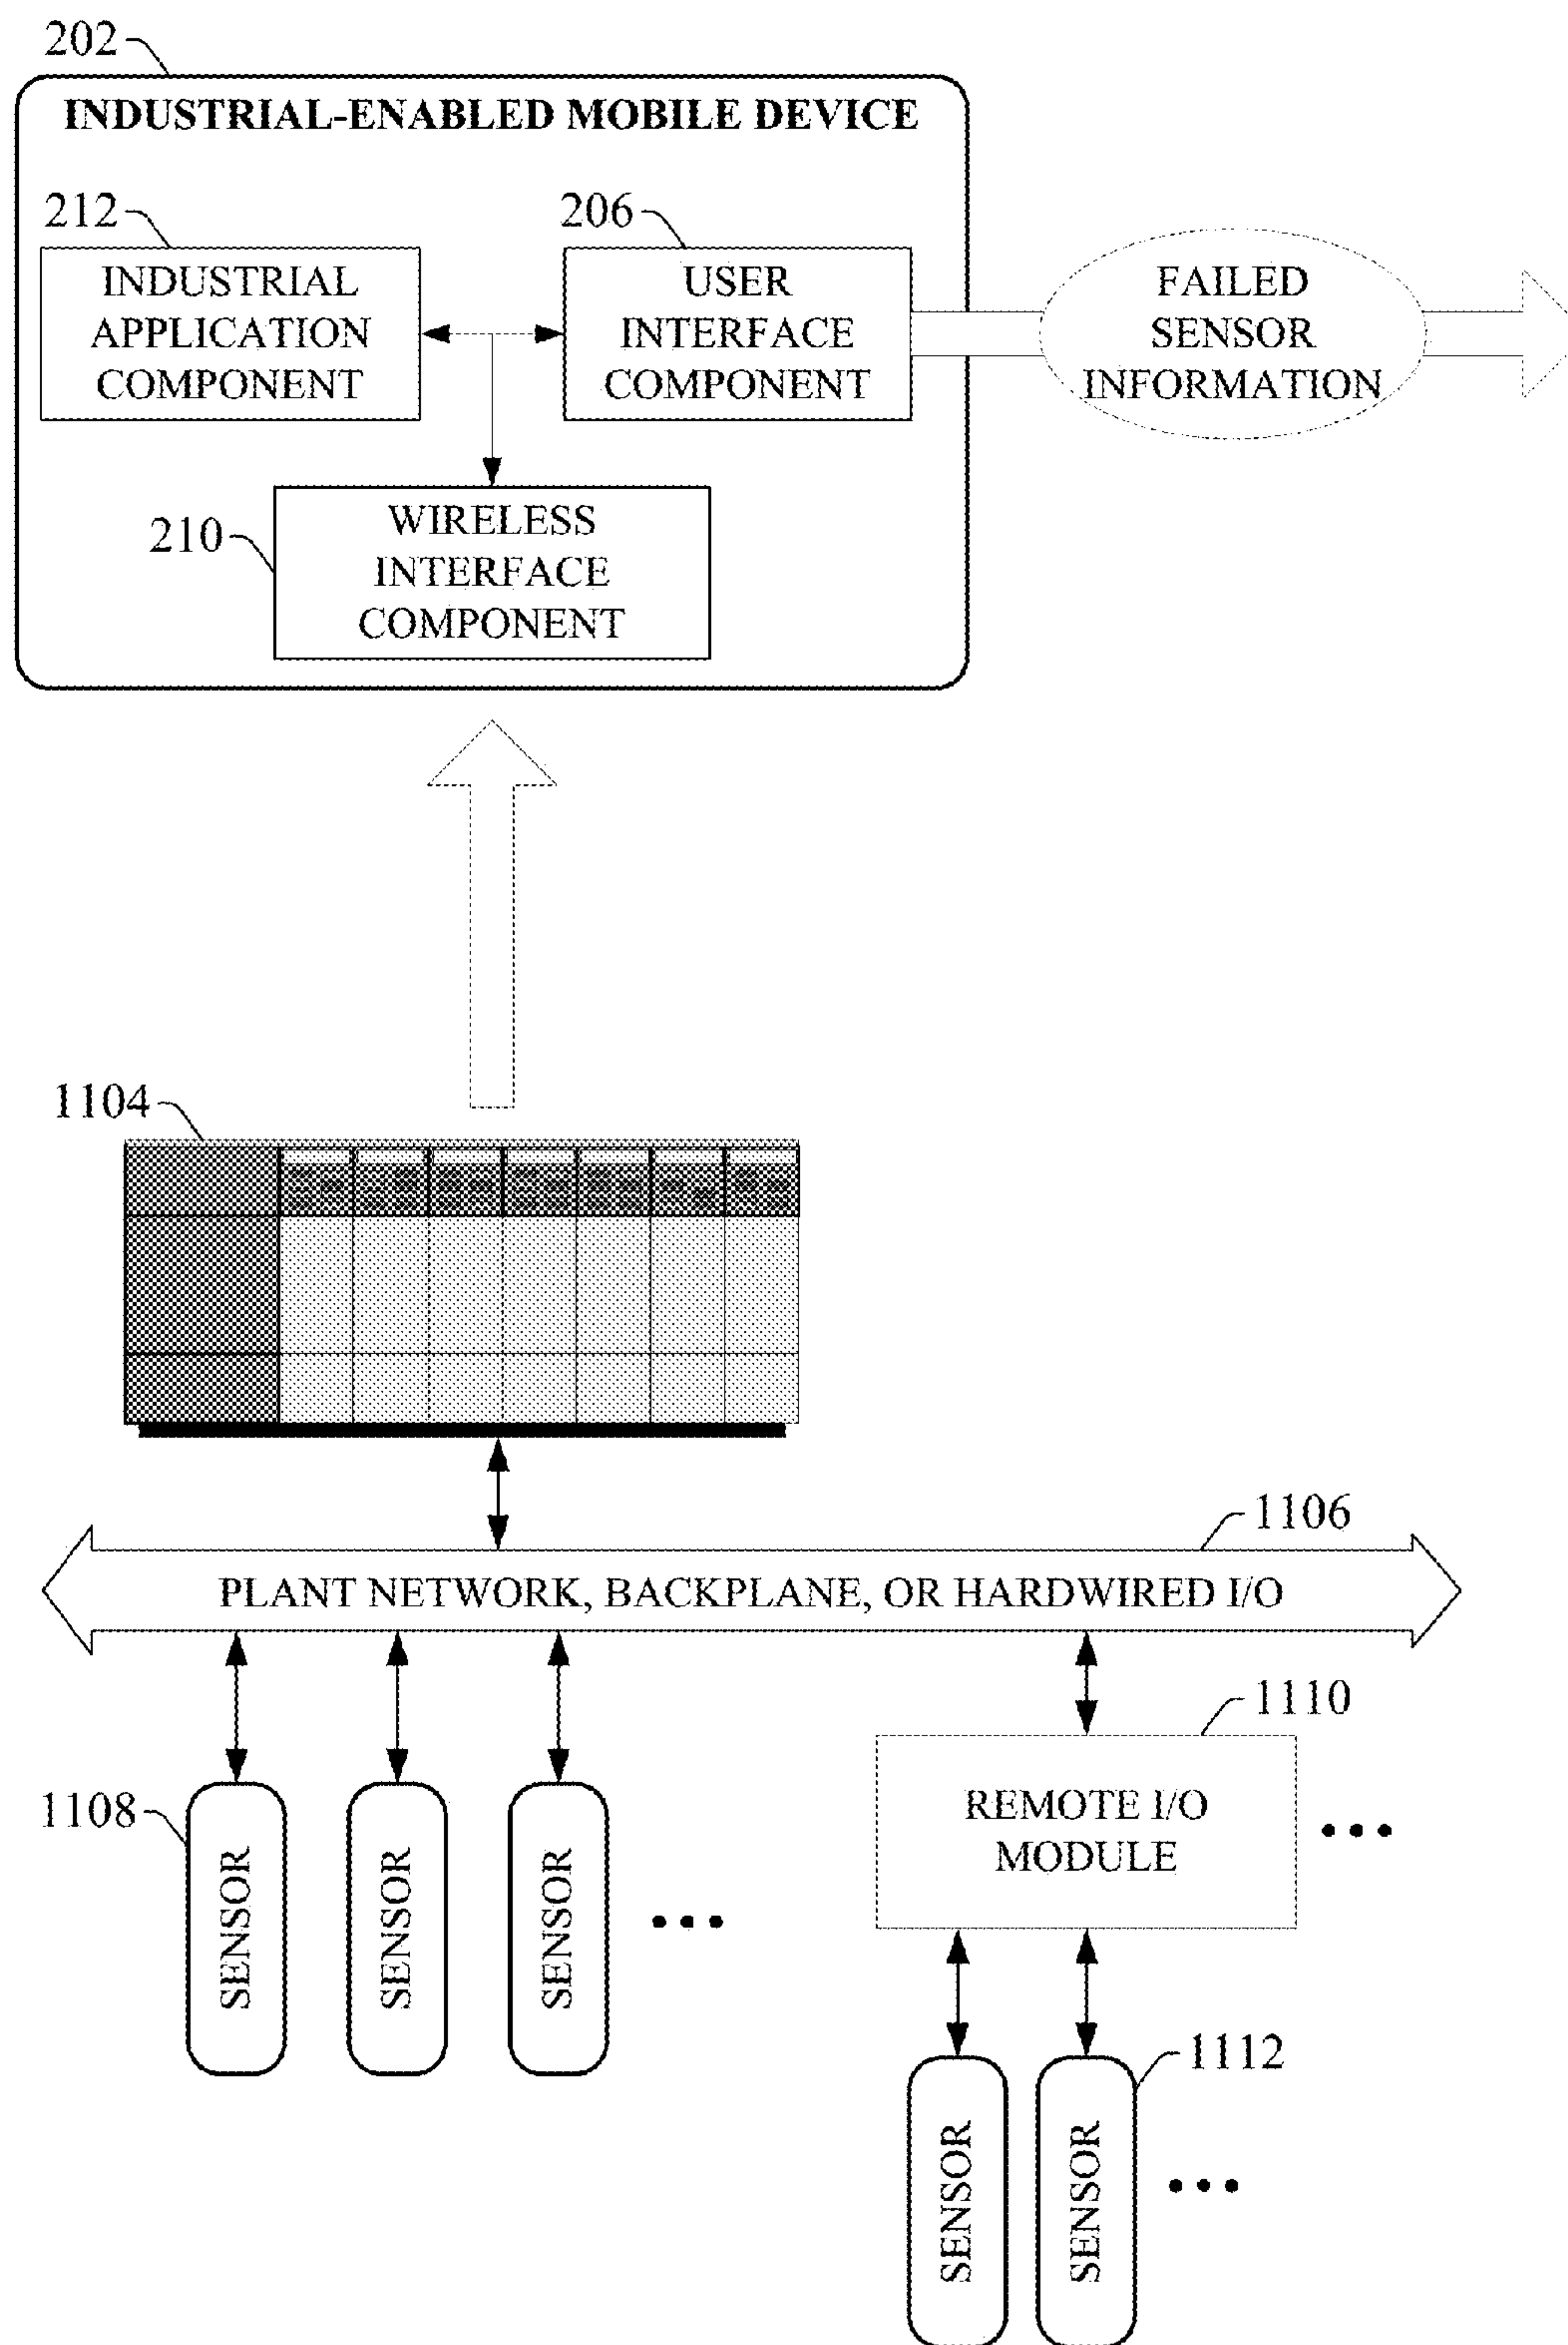 202
INDUSTRIAL-ENABLED MOBILE DEVICE
212
206
INDUSTRIAL
APPLICATION
COMPONENT
USER
INTERFACE
COMPONENT
FAILED
SENSOR
INFORMATION
210
WIRELESS
INTERFACE
COMPONENT
1104
1106
PLANT NETWORK, BACKPLANE, OR HARDWIRED I/O
1110
REMOTE I/O
MODULE
1108
SENSOR
SENSOR
SENSOR
1112
SENSOR
SENSOR